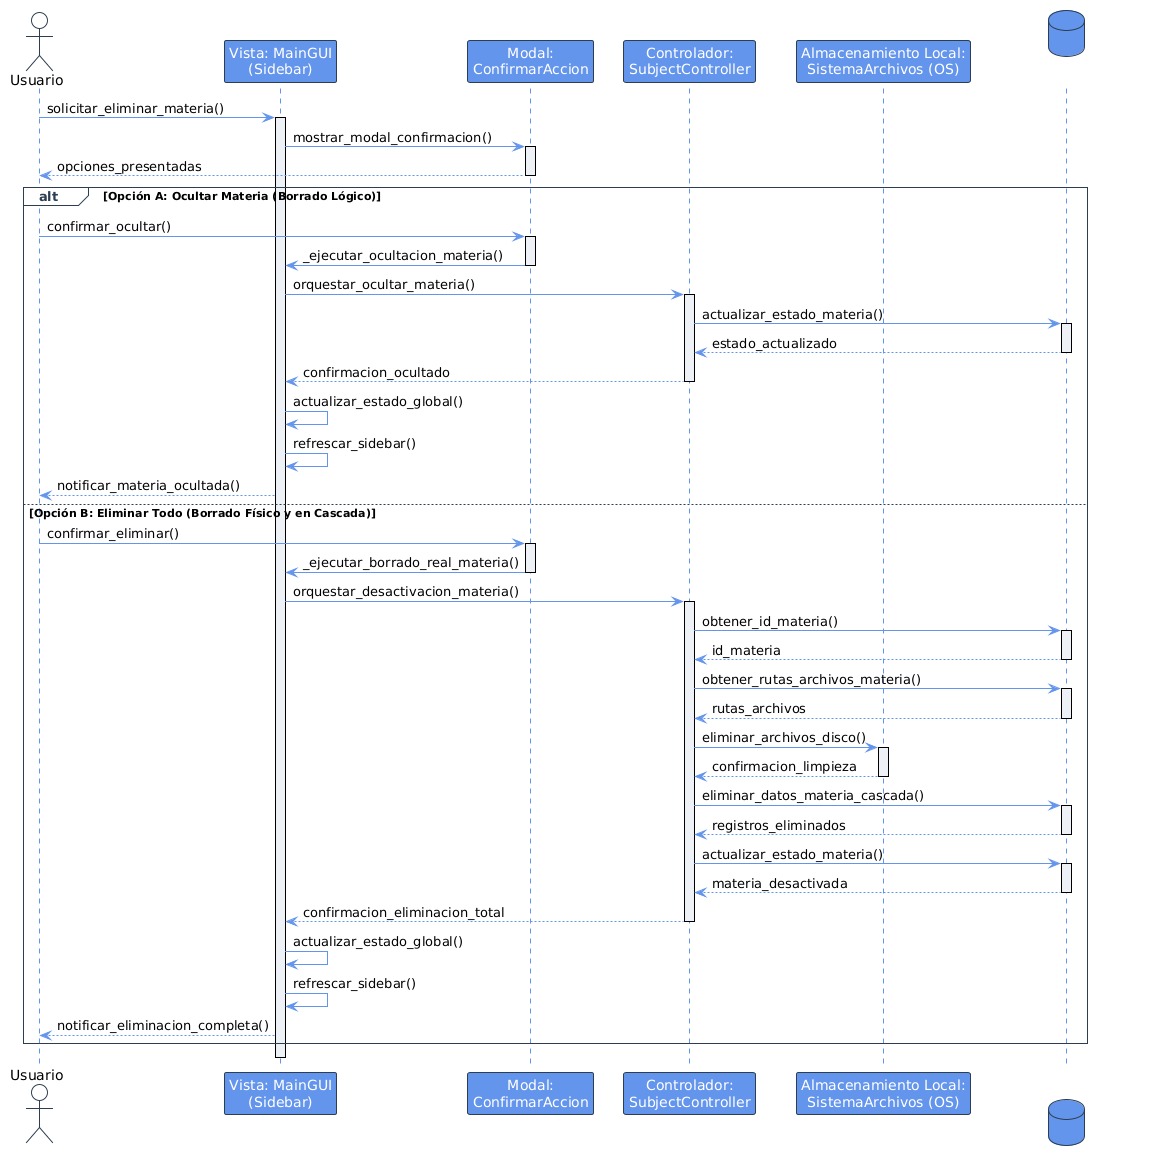 Usuario
Vista: MainGUI
(Sidebar)
Modal:
ConfirmarAccion
Controlador:
SubjectController
Almacenamiento Local:
SistemaArchivos (OS)
solicitar_eliminar_materia()
mostrar_modal_confirmacion()
opciones_presentadas
alt
[Opción A: Ocultar Materia (Borrado Lógico)]
confirmar_ocultar()
_ejecutar_ocultacion_materia()
orquestar_ocultar_materia()
actualizar_estado_materia()
estado_actualizado
confirmacion_ocultado
actualizar_estado_global()
refrescar_sidebar()
notificar_materia_ocultada()
[Opción B: Eliminar Todo (Borrado Físico y en Cascada)]
confirmar_eliminar()
_ejecutar_borrado_real_materia()
orquestar_desactivacion_materia()
obtener_id_materia()
id_materia
obtener_rutas_archivos_materia()
rutas_archivos
eliminar_archivos_disco()
confirmacion_limpieza
eliminar_datos_materia_cascada()
registros_eliminados
actualizar_estado_materia()
materia_desactivada
confirmacion_eliminacion_total
actualizar_estado_global()
refrescar_sidebar()
notificar_eliminacion_completa()
Usuario
Vista: MainGUI
(Sidebar)
Modal:
ConfirmarAccion
Controlador:
SubjectController
Almacenamiento Local:
SistemaArchivos (OS)